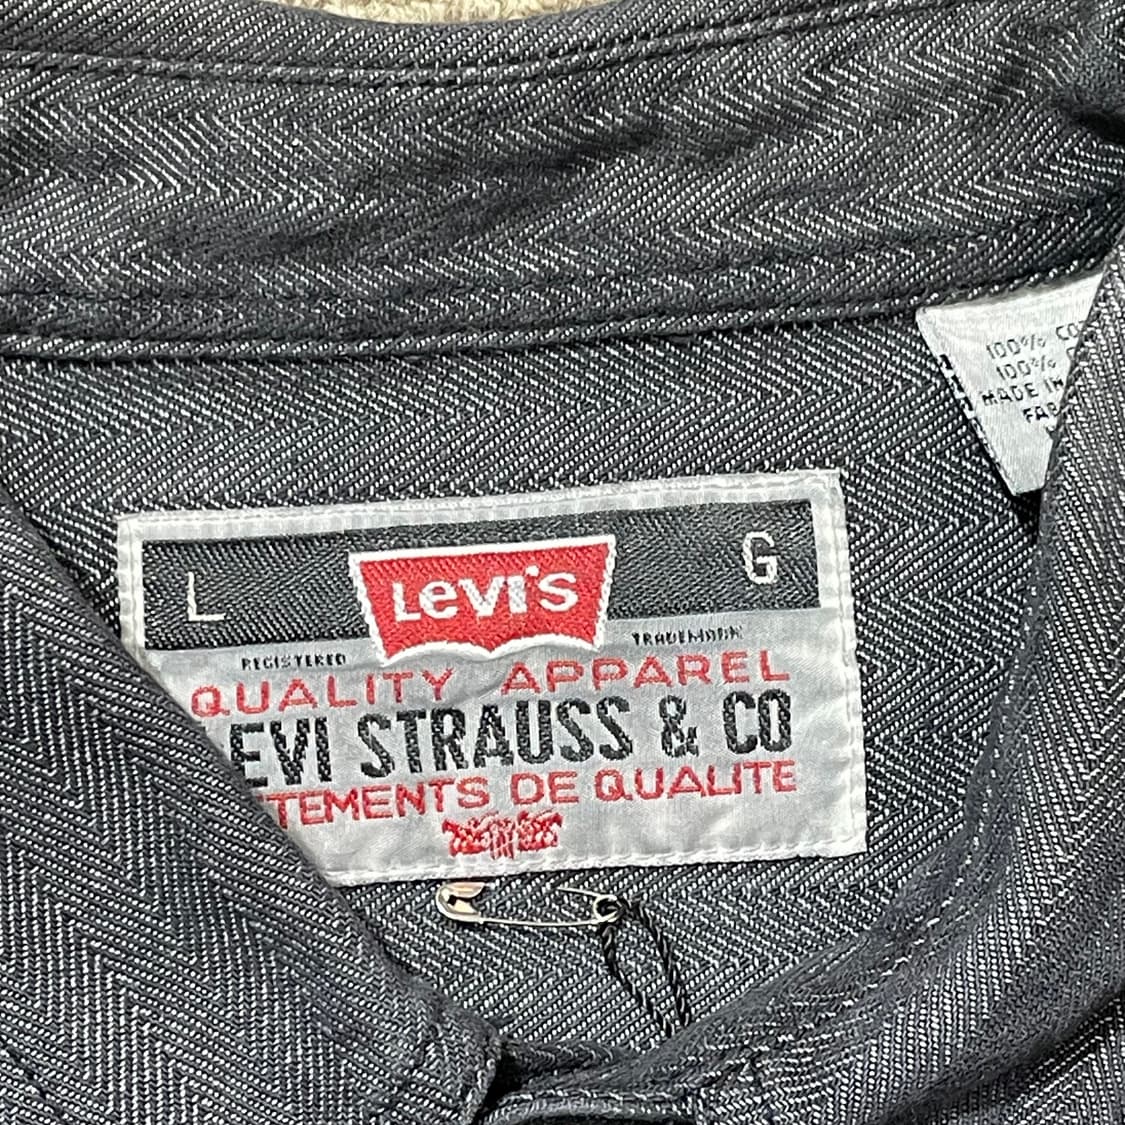 100% CO
100% C
MADE IN
FAB
L LEVI'S G
REGISTERED TRADEMARK
QUALITY APPAREL
EVI STRAUSS & CO
TEMENTS DE QUALITE